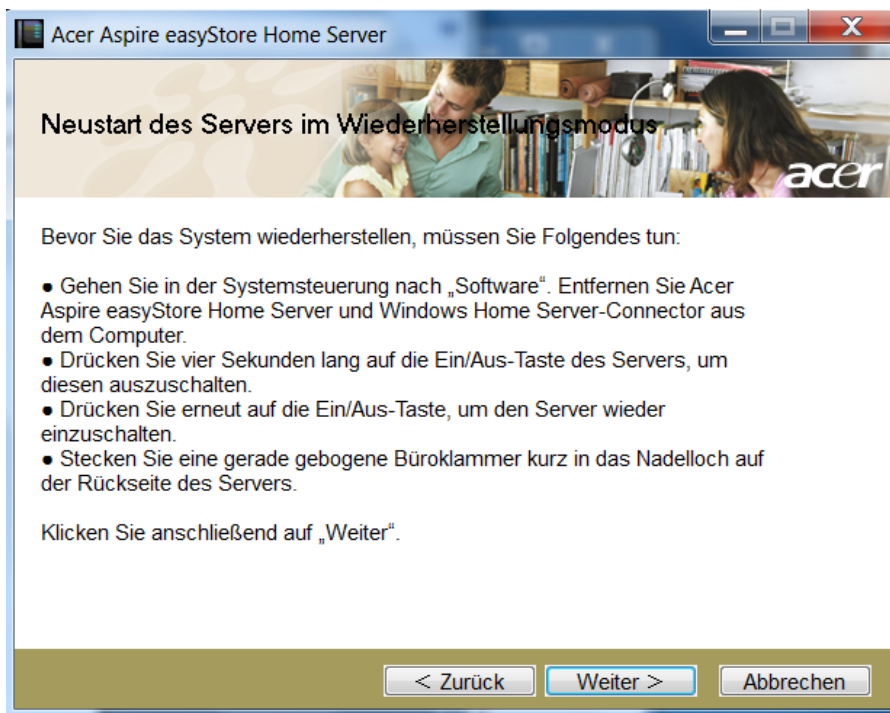 Acer Aspire easyStore Home Server
Neustart des Servers im Wiederherstellungsmodus
acer
Bevor Sie das System wiederherstellen, müssen Sie Folgendes tun:
● Gehen Sie in der Systemsteuerung nach „Software“. Entfernen Sie Acer
Aspire easyStore Home Server und Windows Home Server-Connector aus
dem Computer.
● Drücken Sie vier Sekunden lang auf die Ein/Aus-Taste des Servers, um
diesen auszuschalten.
● Drücken Sie erneut auf die Ein/Aus-Taste, um den Server wieder
einzuschalten.
● Stecken Sie eine gerade gebogene Büroklammer kurz in das Nadelloch auf
der Rückseite des Servers.
Klicken Sie anschließend auf „Weiter“.
< Zurück Weiter > Abbrechen